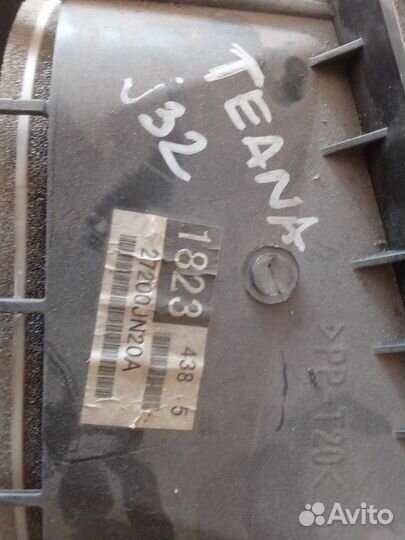 TEANA
j32
1823
438 5
27200JN20A
>PP-T20<
Avito